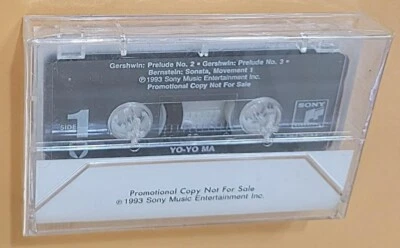 Gershwin: Prelude No. 2 • Gershwin: Prelude No. 3 •
Bernstein: Sonata, Movement I
℗ 1993 Sony Music Entertainment Inc.
Promotional Copy Not For Sale
SIDE 1
SONY
YO-YO MA
Promotional Copy Not For Sale
℗ 1993 Sony Music Entertainment Inc.